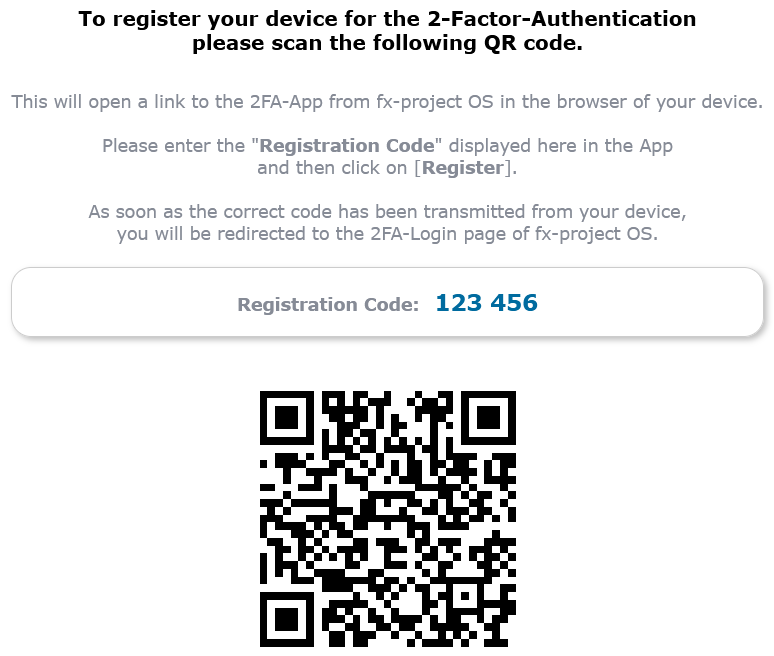 To register your device for the 2-Factor-Authentication
please scan the following QR code.
This will open a link to the 2FA-App from fx-project OS in the browser of your device.
Please enter the "Registration Code" displayed here in the App
and then click on [Register].
As soon as the correct code has been transmitted from your device,
you will be redirected to the 2FA-Login page of fx-project OS.
Registration Code: 123 456